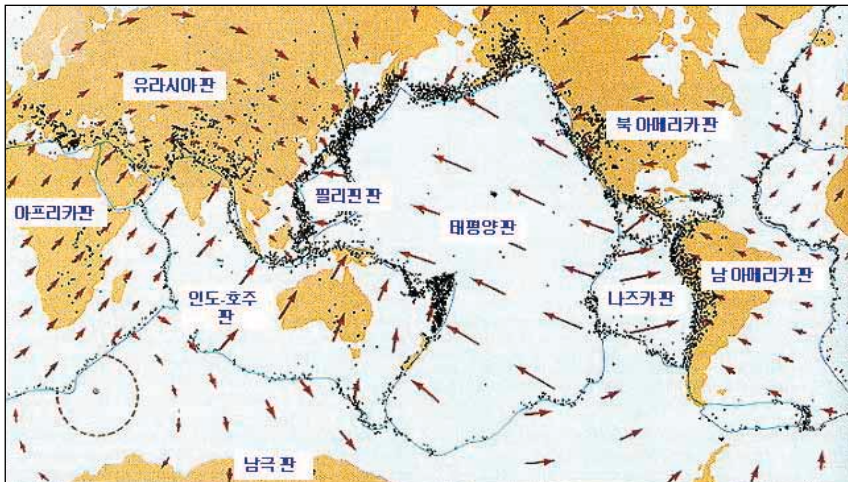 유라시아판
북 아메리카판
필리핀 판
아프리카판
태평양판
남 아메리카판
인도-호주
판
나즈카 판
남극 판